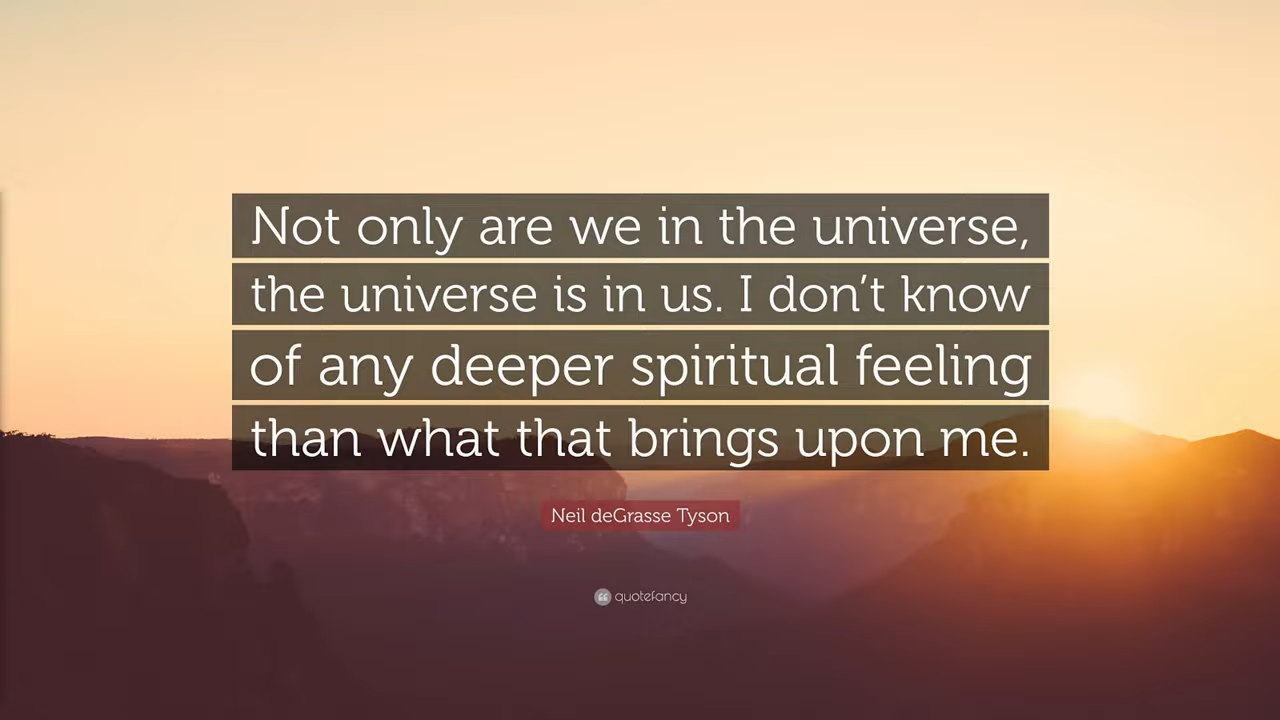 Not only are we in the universe,
the universe is in us. I don’t know
of any deeper spiritual feeling
than what that brings upon me.
Neil deGrasse Tyson
quotefancy